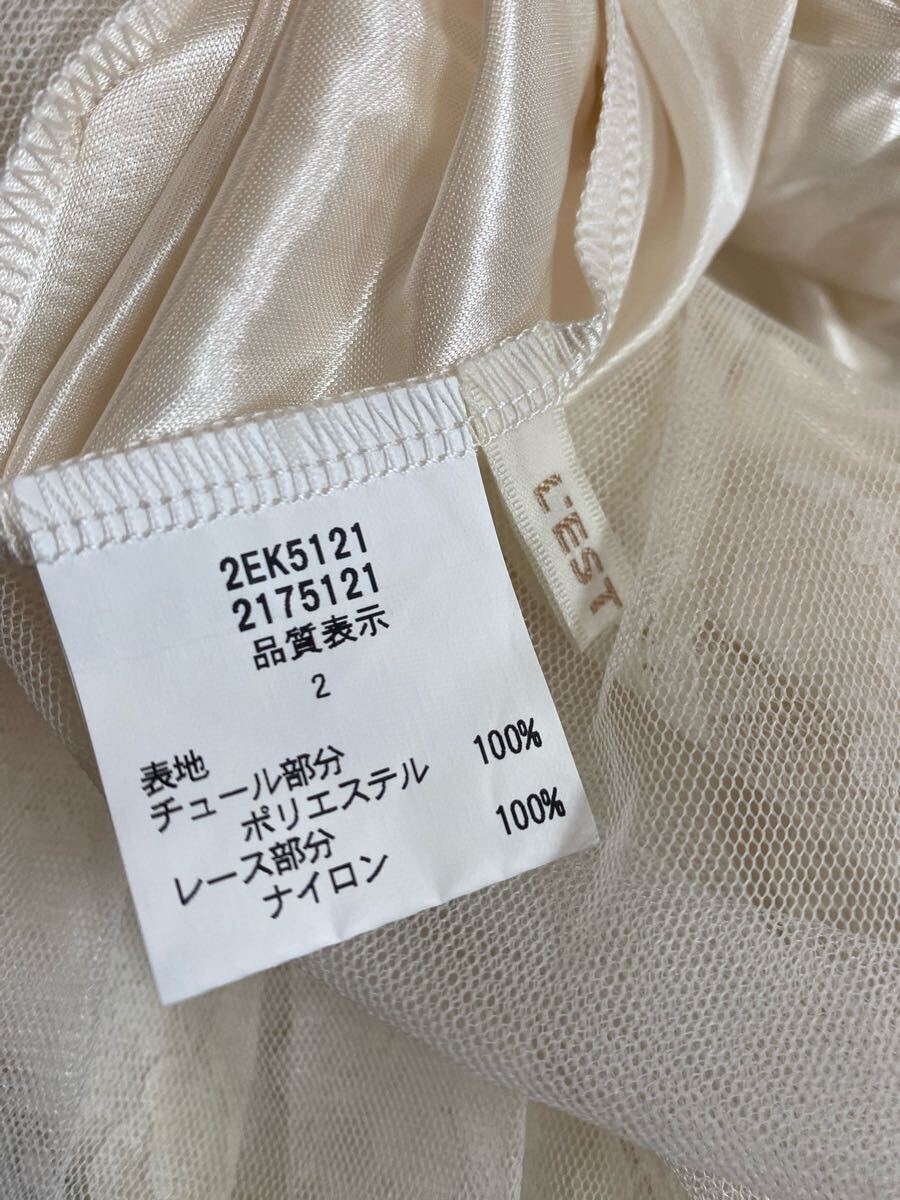 2EK5121
2175121
品質表示
2
表地
チュール部分
ポリエステル 100%
レース部分
ナイロン 100%
L'EST